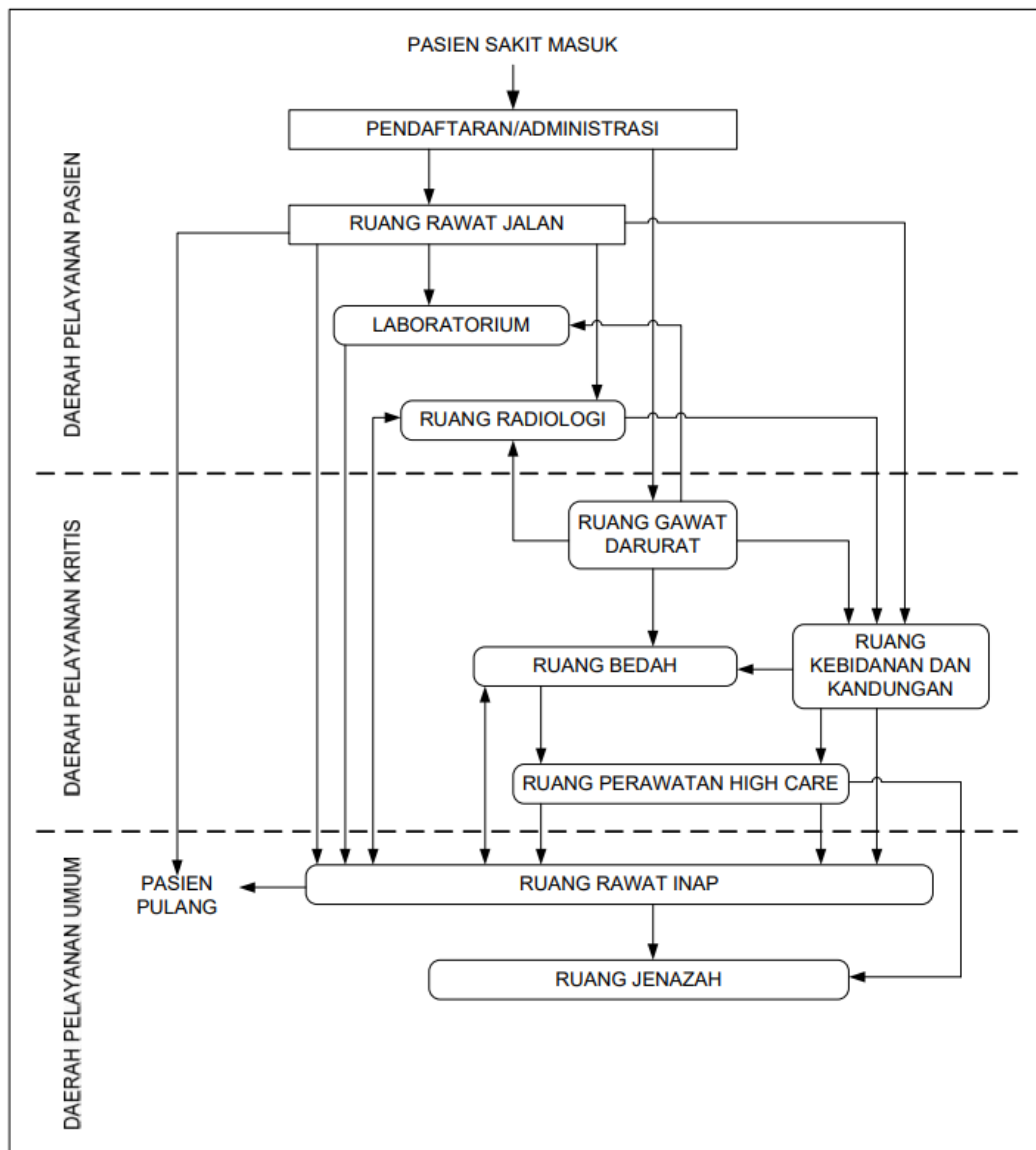 PASIEN SAKIT MASUK
PENDAFTARAN/ADMINISTRASI
DAERAH PELAYANAN PASIEN
RUANG RAWAT JALAN
LABORATORIUM
RUANG RADIOLOGI
DAERAH PELAYANAN KRITIS
RUANG GAWAT
DARURAT
RUANG BEDAH
RUANG
KEBIDANAN DAN
KANDUNGAN
RUANG PERAWATAN HIGH CARE
DAERAH PELAYANAN UMUM
PASIEN
PULANG
RUANG RAWAT INAP
RUANG JENAZAH